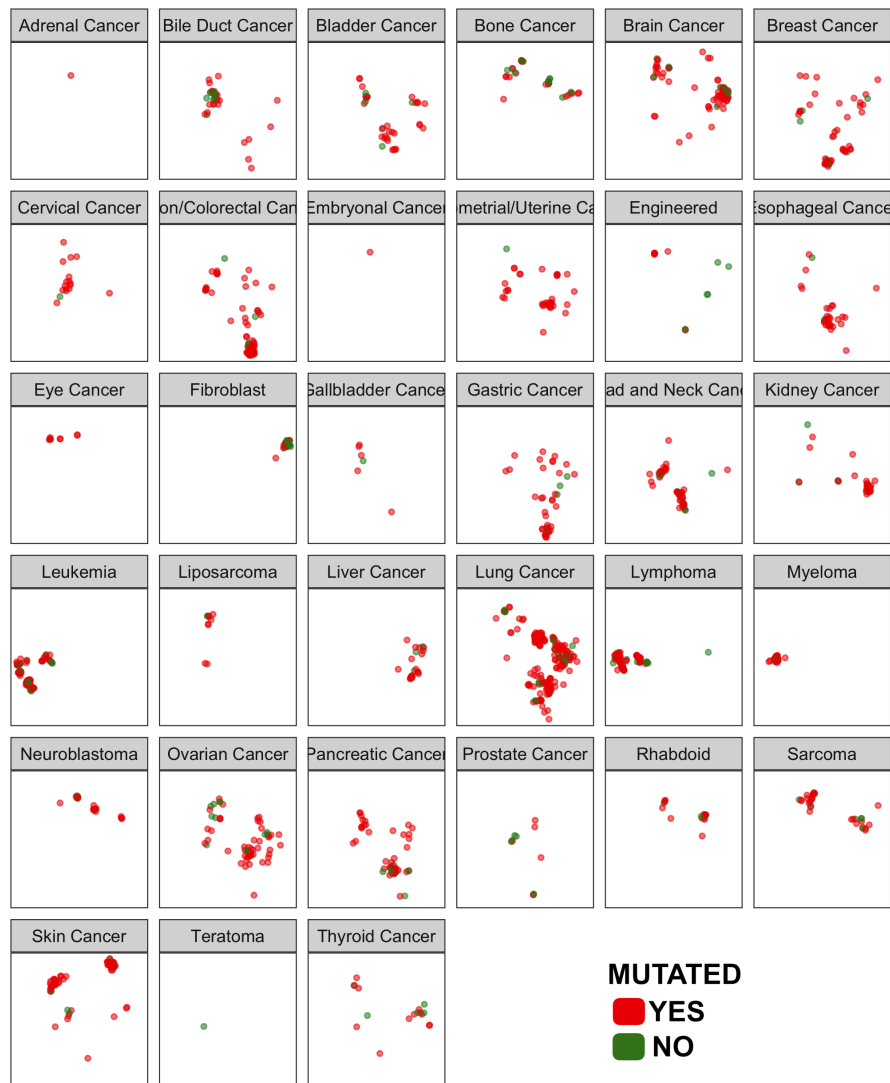 Adrenal Cancer
Bile Duct Cancer
Bladder Cancer
Bone Cancer
Brain Cancer
Breast Cancer
Cervical Cancer
on/Colorectal Can
Embryonal Cancer
metrial/Uterine Ca
Engineered
Esophageal Cance
Eye Cancer
Fibroblast
Gallbladder Cance
Gastric Cancer
ad and Neck Canc
Kidney Cancer
Leukemia
Liposarcoma
Liver Cancer
Lung Cancer
Lymphoma
Myeloma
Neuroblastoma
Ovarian Cancer
Pancreatic Cancer
Prostate Cancer
Rhabdoid
Sarcoma
Skin Cancer
Teratoma
Thyroid Cancer
MUTATED
YES
NO